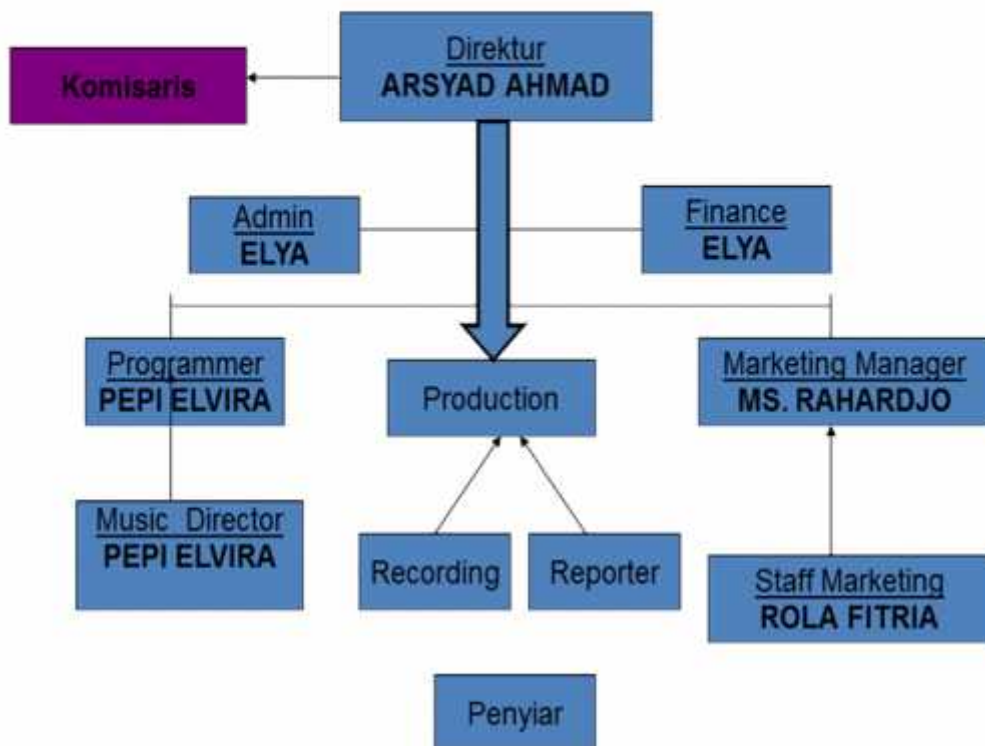 Direktur
ARSYAD AHMAD
Komisaris
Admin
ELYA
Finance
ELYA
Programmer
PEPI ELVIRA
Production
Marketing Manager
MS. RAHARDJO
Music Director
PEPI ELVIRA
Recording
Reporter
Staff Marketing
ROLA FITRIA
Penyiar